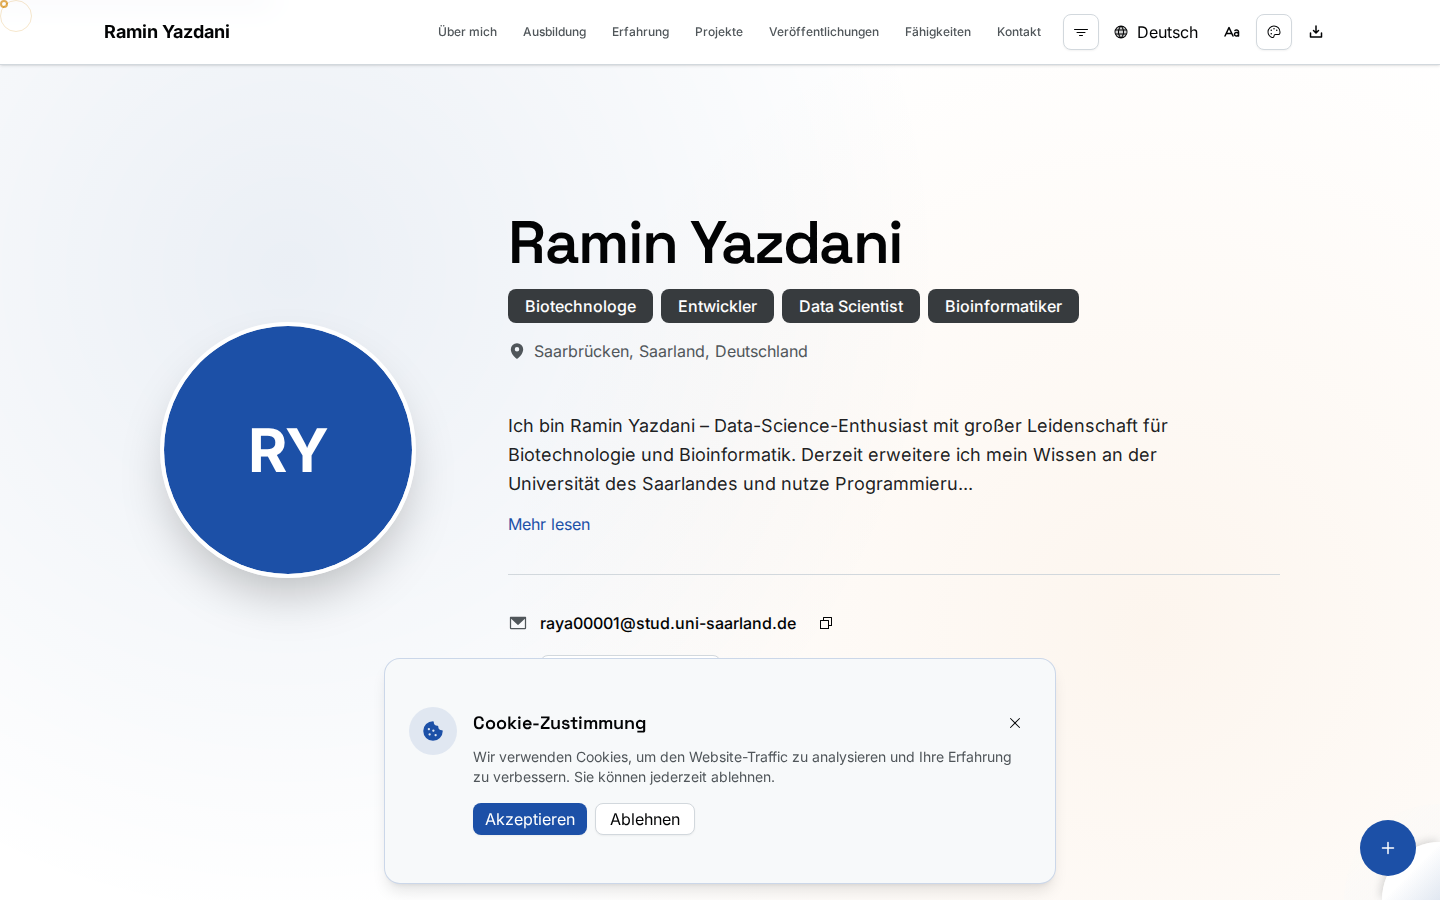 Ramin Yazdani
Über mich Ausbildung Erfahrung Projekte Veröffentlichungen Fähigkeiten Kontakt Deutsch Aa
Ramin Yazdani
Biotechnologe Entwickler Data Scientist Bioinformatiker
Saarbrücken, Saarland, Deutschland
RY
Ich bin Ramin Yazdani – Data-Science-Enthusiast mit großer Leidenschaft für
Biotechnologie und Bioinformatik. Derzeit erweitere ich mein Wissen an der
Universität des Saarlandes und nutze Programmieru...
Mehr lesen
raya00001@stud.uni-saarland.de
Cookie-Zustimmung
Wir verwenden Cookies, um den Website-Traffic zu analysieren und Ihre Erfahrung
zu verbessern. Sie können jederzeit ablehnen.
Akzeptieren Ablehnen